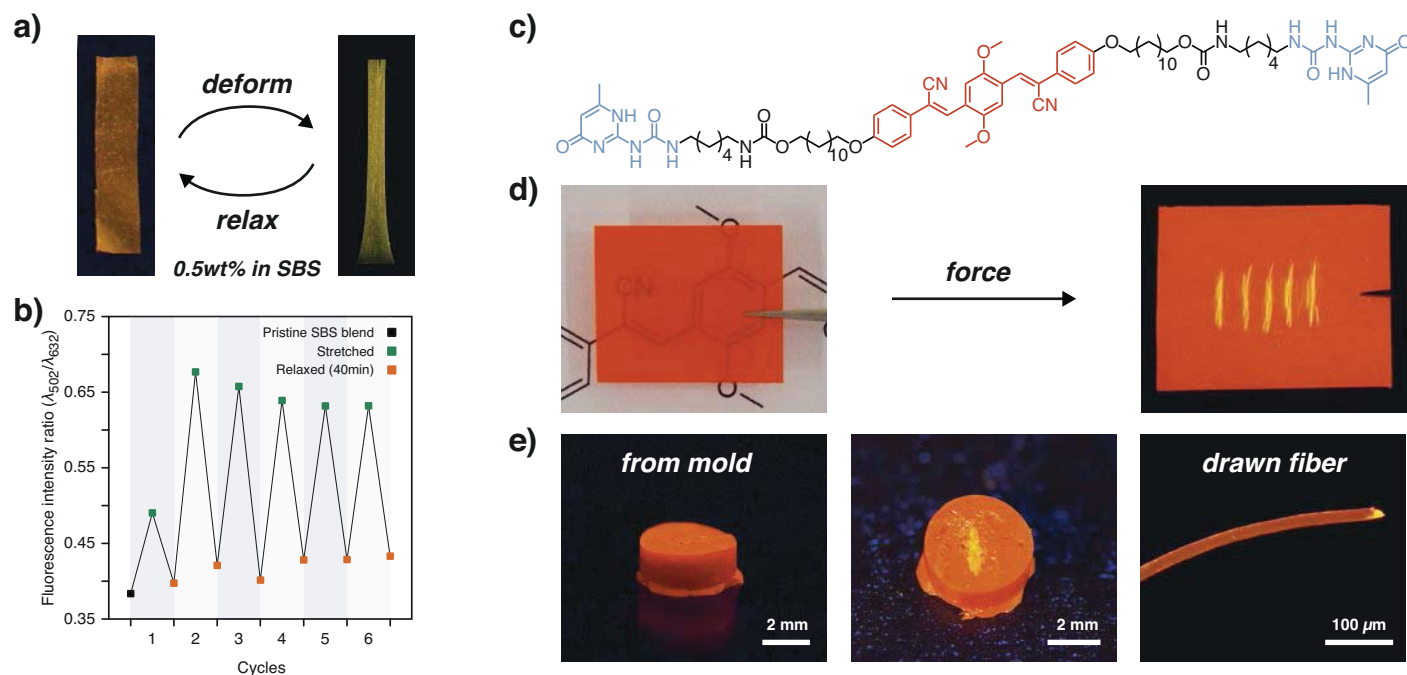 a)
deform
relax
0.5wt% in SBS
b)
Fluorescence intensity ratio (λ502/λ632)
0.75
0.65
0.55
0.45
0.35
Pristine SBS blend
Stretched
Relaxed (40min)
1 2 3 4 5 6
Cycles
c)
O
O
CN
CN
O
O
10
O
O
H
N
4
H
N
O
H
N
N
N
H
O
O
N
N
HN
O
N
H
N
H
4
H
N
O
O
10
O
d)
CN
O
O
force
e)
from mold
2 mm
2 mm
drawn fiber
100 µm